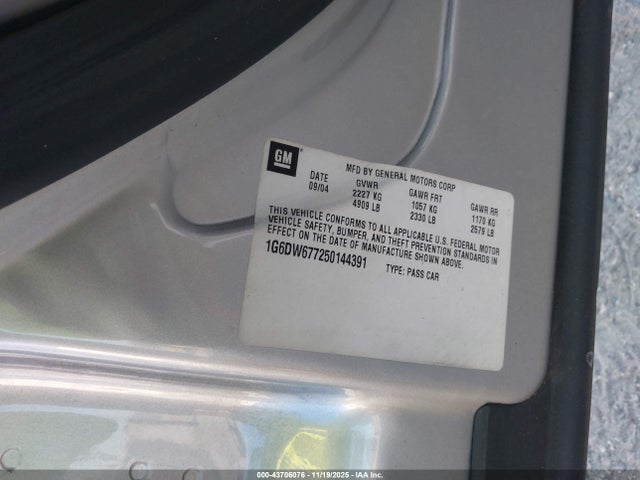 GM
MFD BY GENERAL MOTORS CORP
DATE GVWR GAWR FRT GAWR RR
09/04 2227 KG 1057 KG 1170 KG
4909 LB 2330 LB 2579 LB
THIS VEHICLE CONFORMS TO ALL APPLICABLE U.S. FEDERAL MOTOR
VEHICLE SAFETY, BUMPER, AND THEFT PREVENTION STANDARDS IN
EFFECT ON THE DATE OF MANUFACTURE SHOWN ABOVE.
1G6DW677250144391 TYPE: PASS CAR
000-43706076 - 11/19/2025 - IAA Inc.